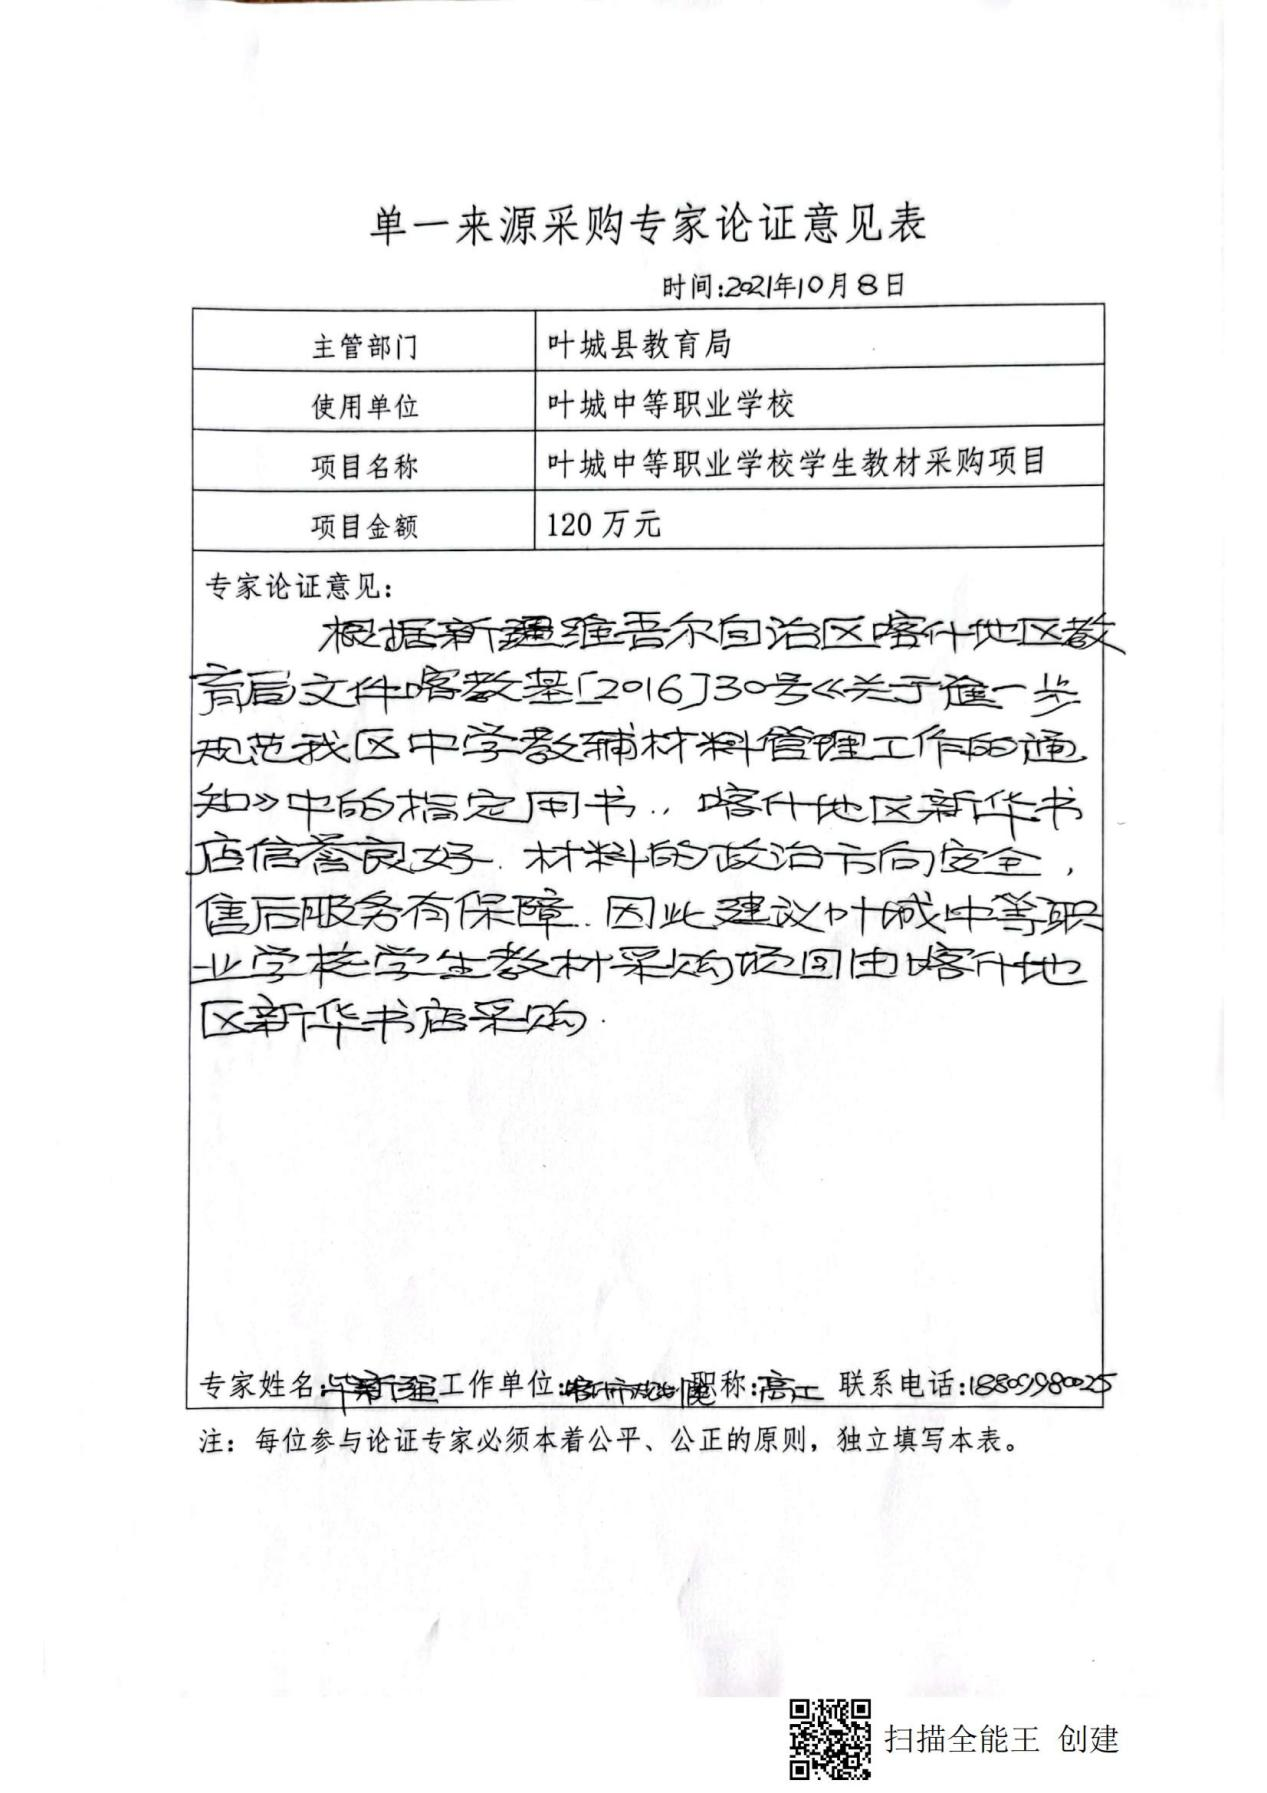 单一来源采购专家论证意见表
时间:2021年10月8日
主管部门 叶城县教育局
使用单位 叶城中等职业学校
项目名称 叶城中等职业学校学生教材采购项目
项目金额 120万元
专家论证意见:
根据新疆维吾尔自治区喀什地区教
育局文件喀教基[2016]30号《关于进一步
规范我区中学教辅材料管理工作的通
知》中的指定用书.，喀什地区新华书
店信誉良好.材料的政治方向安全，
售后服务有保障.因此建议叶城中等职
业学校学生教材采购项目由喀什地
区新华书店采购.
专家姓名:毕新疆 工作单位:喀什市 职称:高工 联系电话:18809980025
注：每位参与论证专家必须本着公平、公正的原则，独立填写本表。
扫描全能王 创建